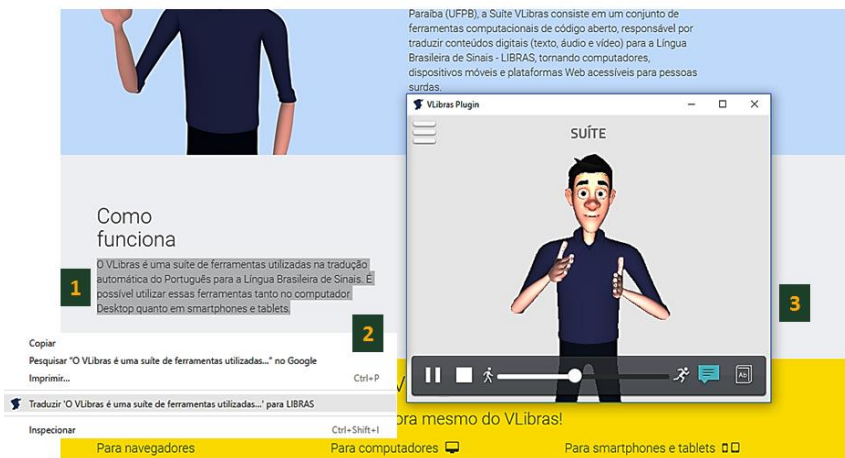 Paraíba (UFPB), a Suíte VLibras consiste em um conjunto de
ferramentas computacionais de código aberto, responsável por
traduzir conteúdos digitais (texto, áudio e vídeo) para a Língua
Brasileira de Sinais - LIBRAS, tornando computadores,
dispositivos móveis e plataformas Web acessíveis para pessoas
surdas.
VLibras Plugin
SUÍTE
Como
funciona
O VLibras é uma suíte de ferramentas utilizadas na tradução
automática do Português para a Língua Brasileira de Sinais. É
possível utilizar essas ferramentas tanto no computador
Desktop quanto em smartphones e tablets.
1
2
3
Copiar
Pesquisar "O VLibras é uma suíte de ferramentas utilizadas..." no Google
Imprimir... Ctrl+P
Traduzir 'O VLibras é uma suíte de ferramentas utilizadas...' para LIBRAS
Inspecionar Ctrl+Shift+I
Ab
mesmo do VLibras!
Para navegadores
Para computadores
Para smartphones e tablets